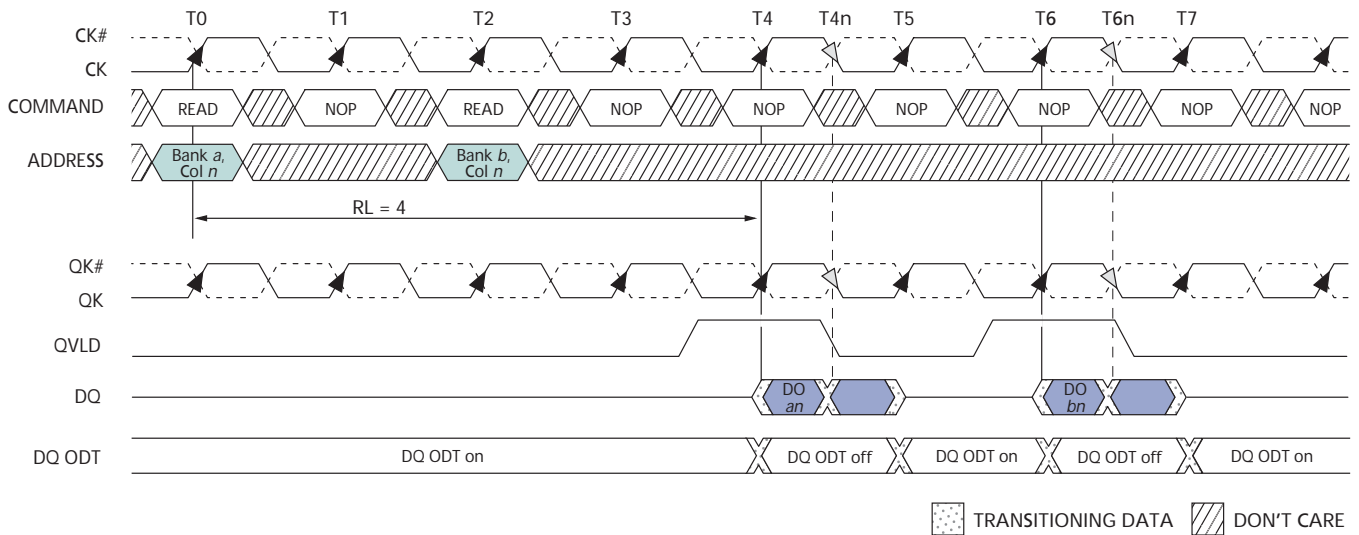 T0 T1 T2 T3 T4 T4n T5 T6 T6n T7
CK#
CK
COMMAND READ NOP READ NOP NOP NOP NOP NOP NOP
ADDRESS Bank a, Col n Bank b, Col n
RL = 4
QK#
QK
QVLD
DQ DO an DO bn
DQ ODT DQ ODT on DQ ODT off DQ ODT on DQ ODT off DQ ODT on
TRANSITIONING DATA DON'T CARE